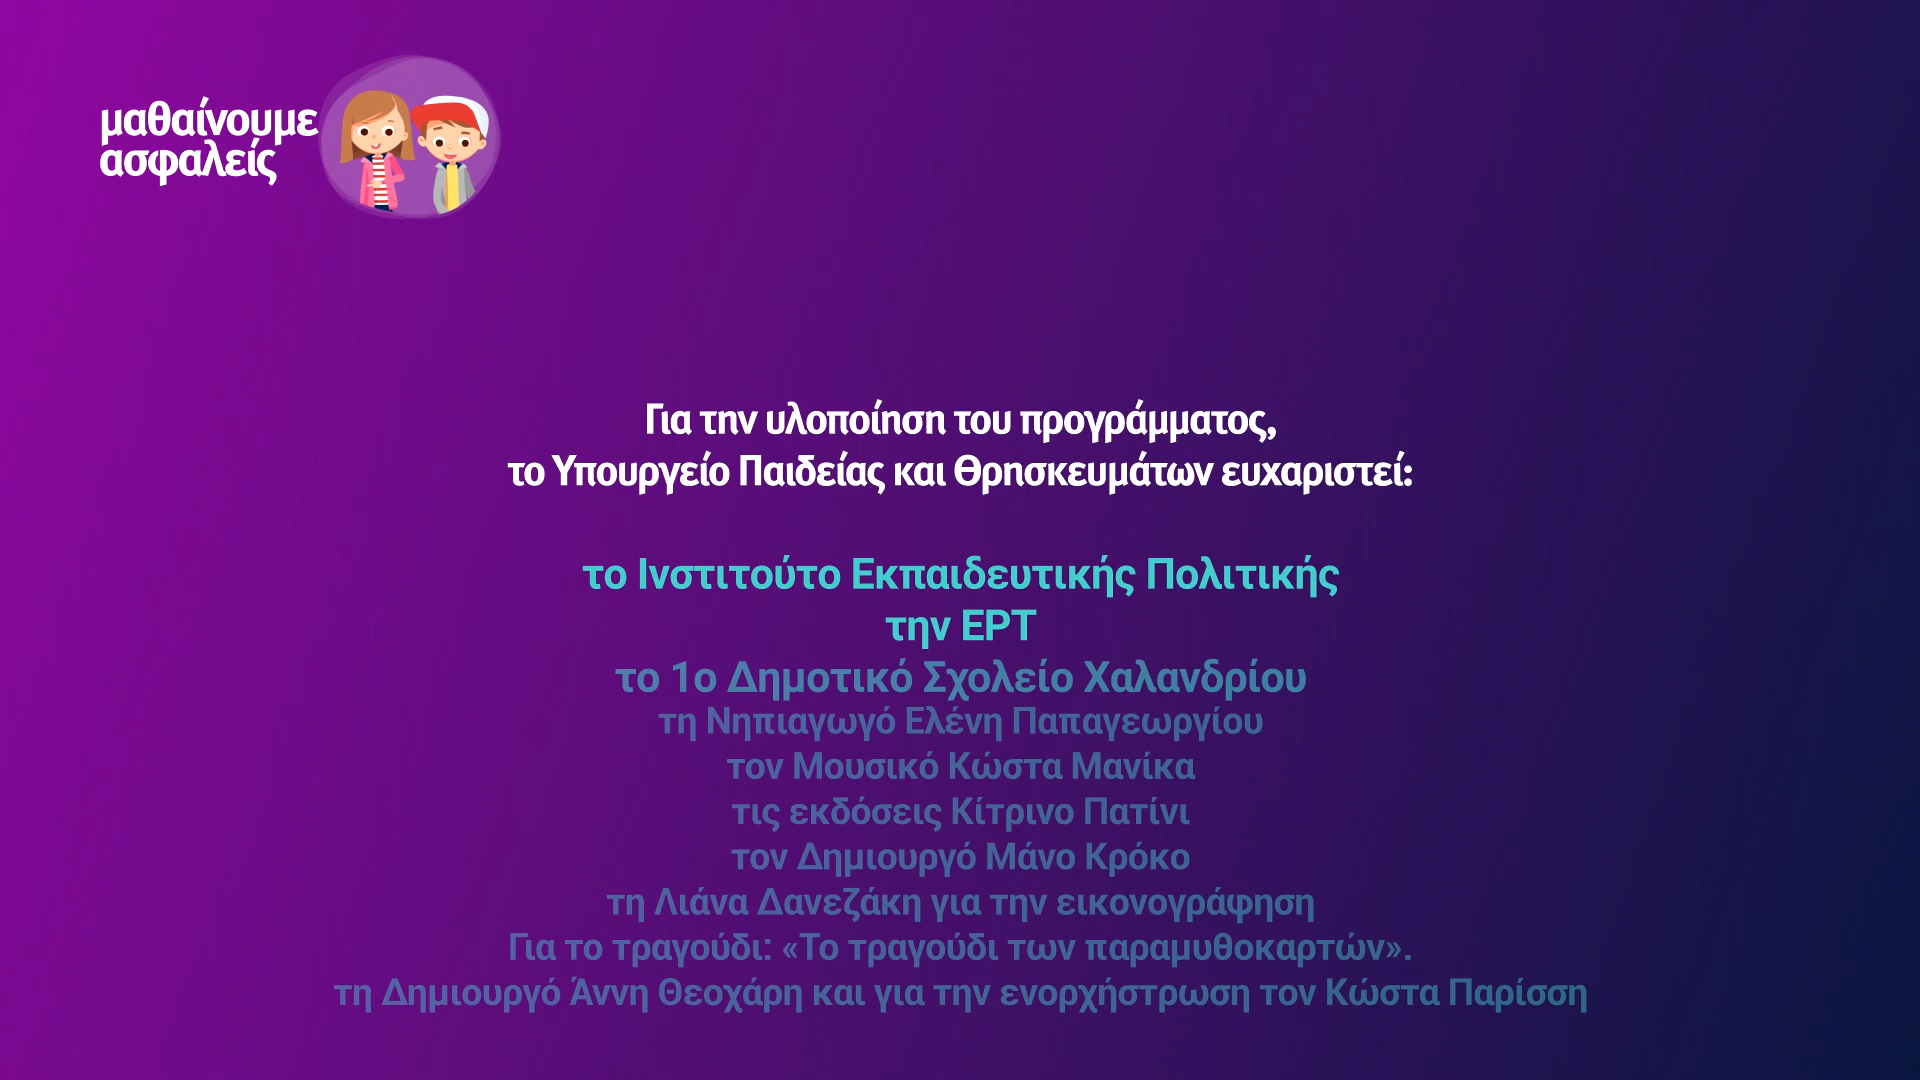 μαθαίνουμε
ασφαλείς
Για την υλοποίηση του προγράμματος,
το Υπουργείο Παιδείας και Θρησκευμάτων ευχαριστεί:
το Ινστιτούτο Εκπαιδευτικής Πολιτικής
την ΕΡΤ
το 1ο Δημοτικό Σχολείο Χαλανδρίου
τη Νηπιαγωγό Ελένη Παπαγεωργίου
τον Μουσικό Κώστα Μανίκα
τις εκδόσεις Κίτρινο Πατίνι
τον Δημιουργό Μάνο Κρόκο
τη Λιάνα Δανεζάκη για την εικονογράφηση
Για το τραγούδι: «Το τραγούδι των παραμυθοκαρτών».
τη Δημιουργό Άννη Θεοχάρη και για την ενορχήστρωση τον Κώστα Παρίσση